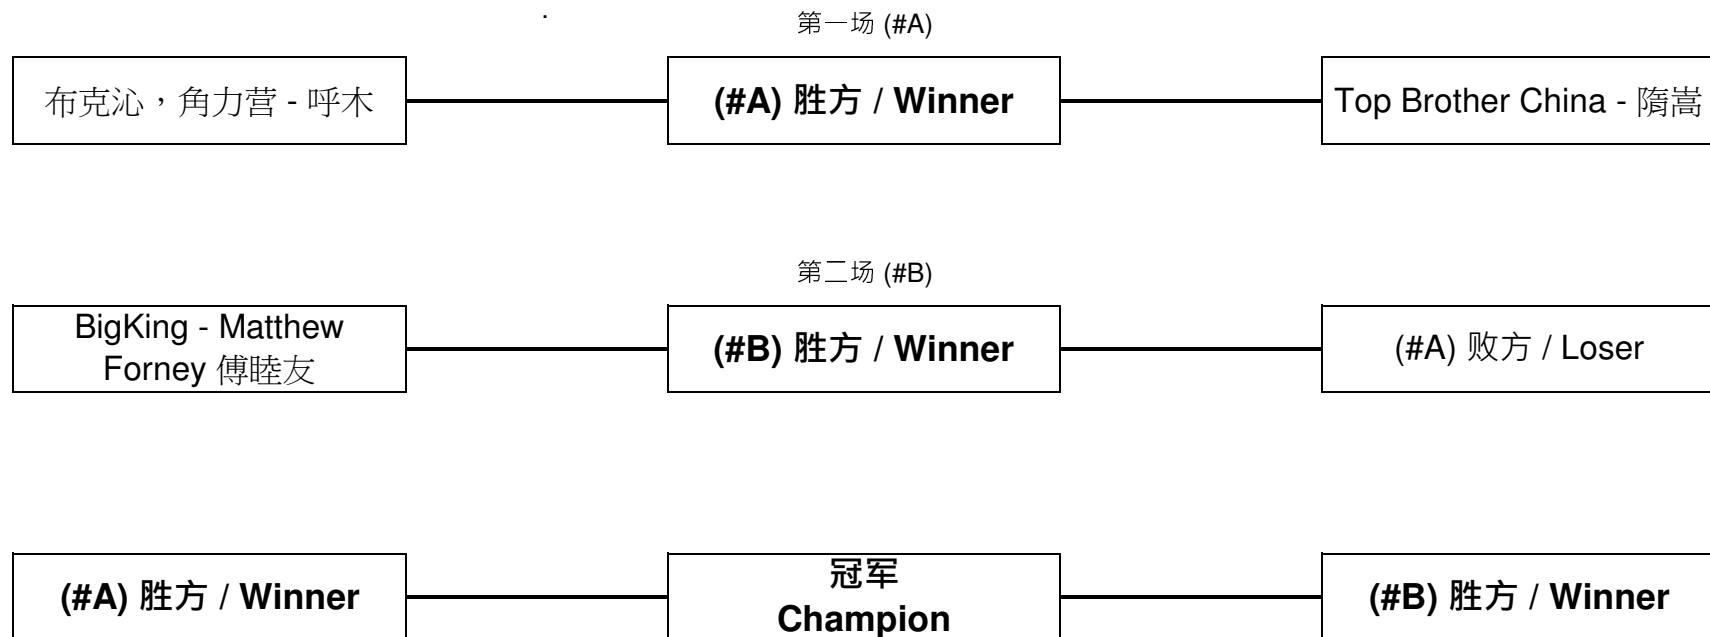 第一场 (#A)
布克沁，角力营 - 呼木
(#A) 胜方 / Winner
Top Brother China - 隋嵩
第二场 (#B)
BigKing - Matthew
Forney 傅睦友
(#B) 胜方 / Winner
(#A) 败方 / Loser
(#A) 胜方 / Winner
冠军
Champion
(#B) 胜方 / Winner